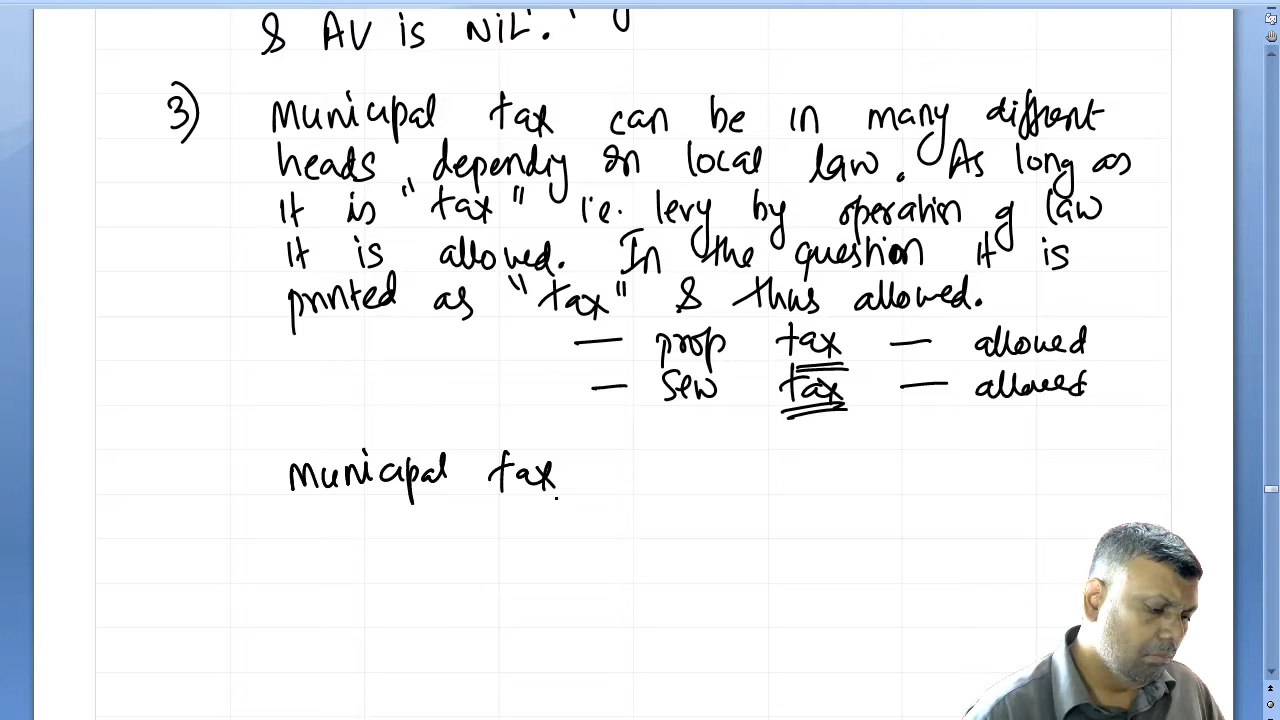 & AV is NIL.
3) Municipal tax can be in many diffrent
heads depending on local law. As long as
it is "tax" i.e. levy by operation of law
it is allowed. In the question it is
printed as "tax" & thus allowed.
— prop tax — allowed
— sew tax — allowed
Municipal tax